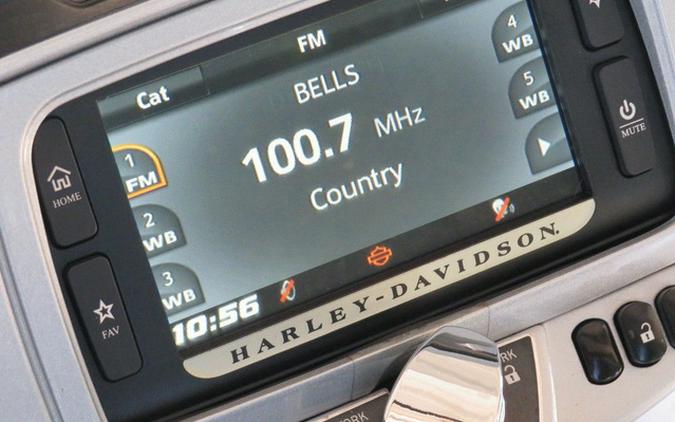 FM
Cat
BELLS
100.7 MHz
Country
1
FM
2
WB
3
WB
4
WB
5
WB
10:56
HOME
FAV
MUTE
HARLEY-DAVIDSON